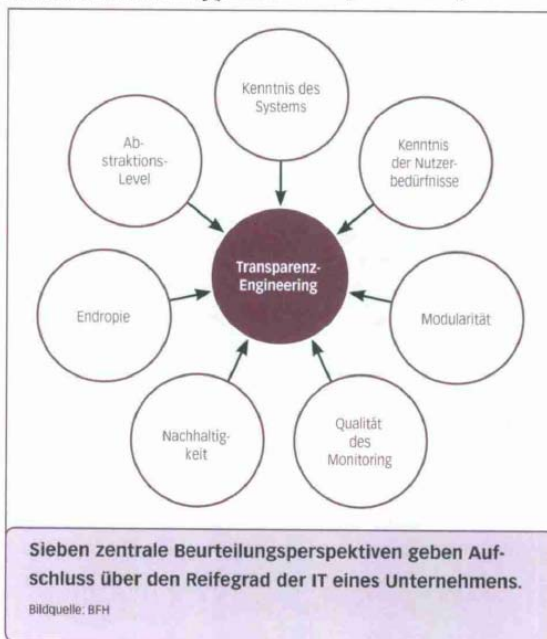 Kenntnis des
Systems
Kenntnis
der Nutzer-
bedürfnisse
Modularität
Qualität
des
Monitoring
Nachhaltig-
keit
Endropie
Ab-
straktions-
Level
Transparenz-
Engineering
Sieben zentrale Beurteilungsperspektiven geben Auf-
schluss über den Reifegrad der IT eines Unternehmens.
Bildquelle: BFH